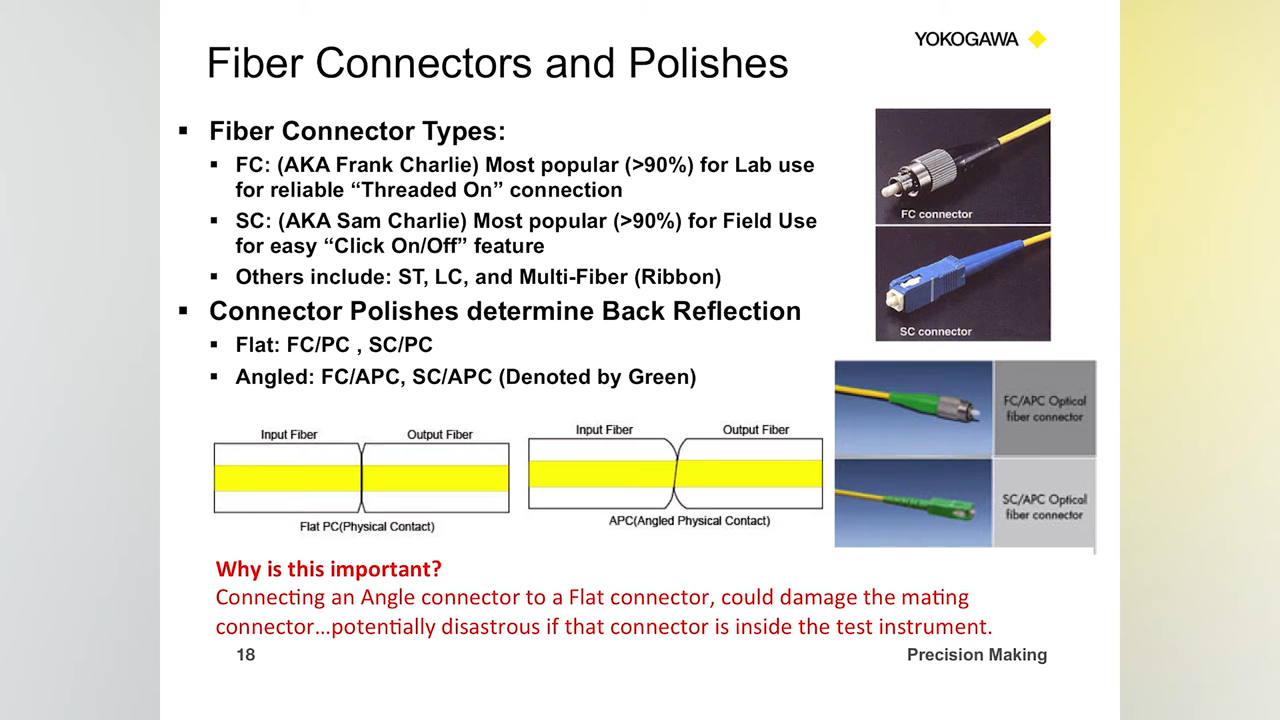 YOKOGAWA
Fiber Connectors and Polishes
▪ Fiber Connector Types:
▪ FC: (AKA Frank Charlie) Most popular (>90%) for Lab use
for reliable “Threaded On” connection
▪ SC: (AKA Sam Charlie) Most popular (>90%) for Field Use
for easy “Click On/Off” feature
▪ Others include: ST, LC, and Multi-Fiber (Ribbon)
▪ Connector Polishes determine Back Reflection
▪ Flat: FC/PC , SC/PC
▪ Angled: FC/APC, SC/APC (Denoted by Green)
FC connector
SC connector
FC/APC Optical
fiber connector
SC/APC Optical
fiber connector
Input Fiber
Output Fiber
Flat PC(Physical Contact)
Input Fiber
Output Fiber
APC(Angled Physical Contact)
Why is this important?
Connecting an Angle connector to a Flat connector, could damage the mating
connector...potentially disastrous if that connector is inside the test instrument.
18
Precision Making